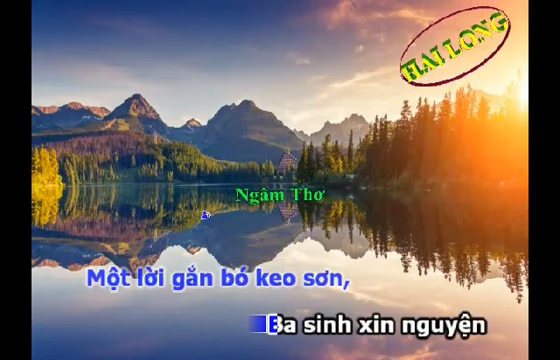 HAI LONG
Ngâm Thơ
Một lời gắn bó keo sơn,
Ba sinh xin nguyện